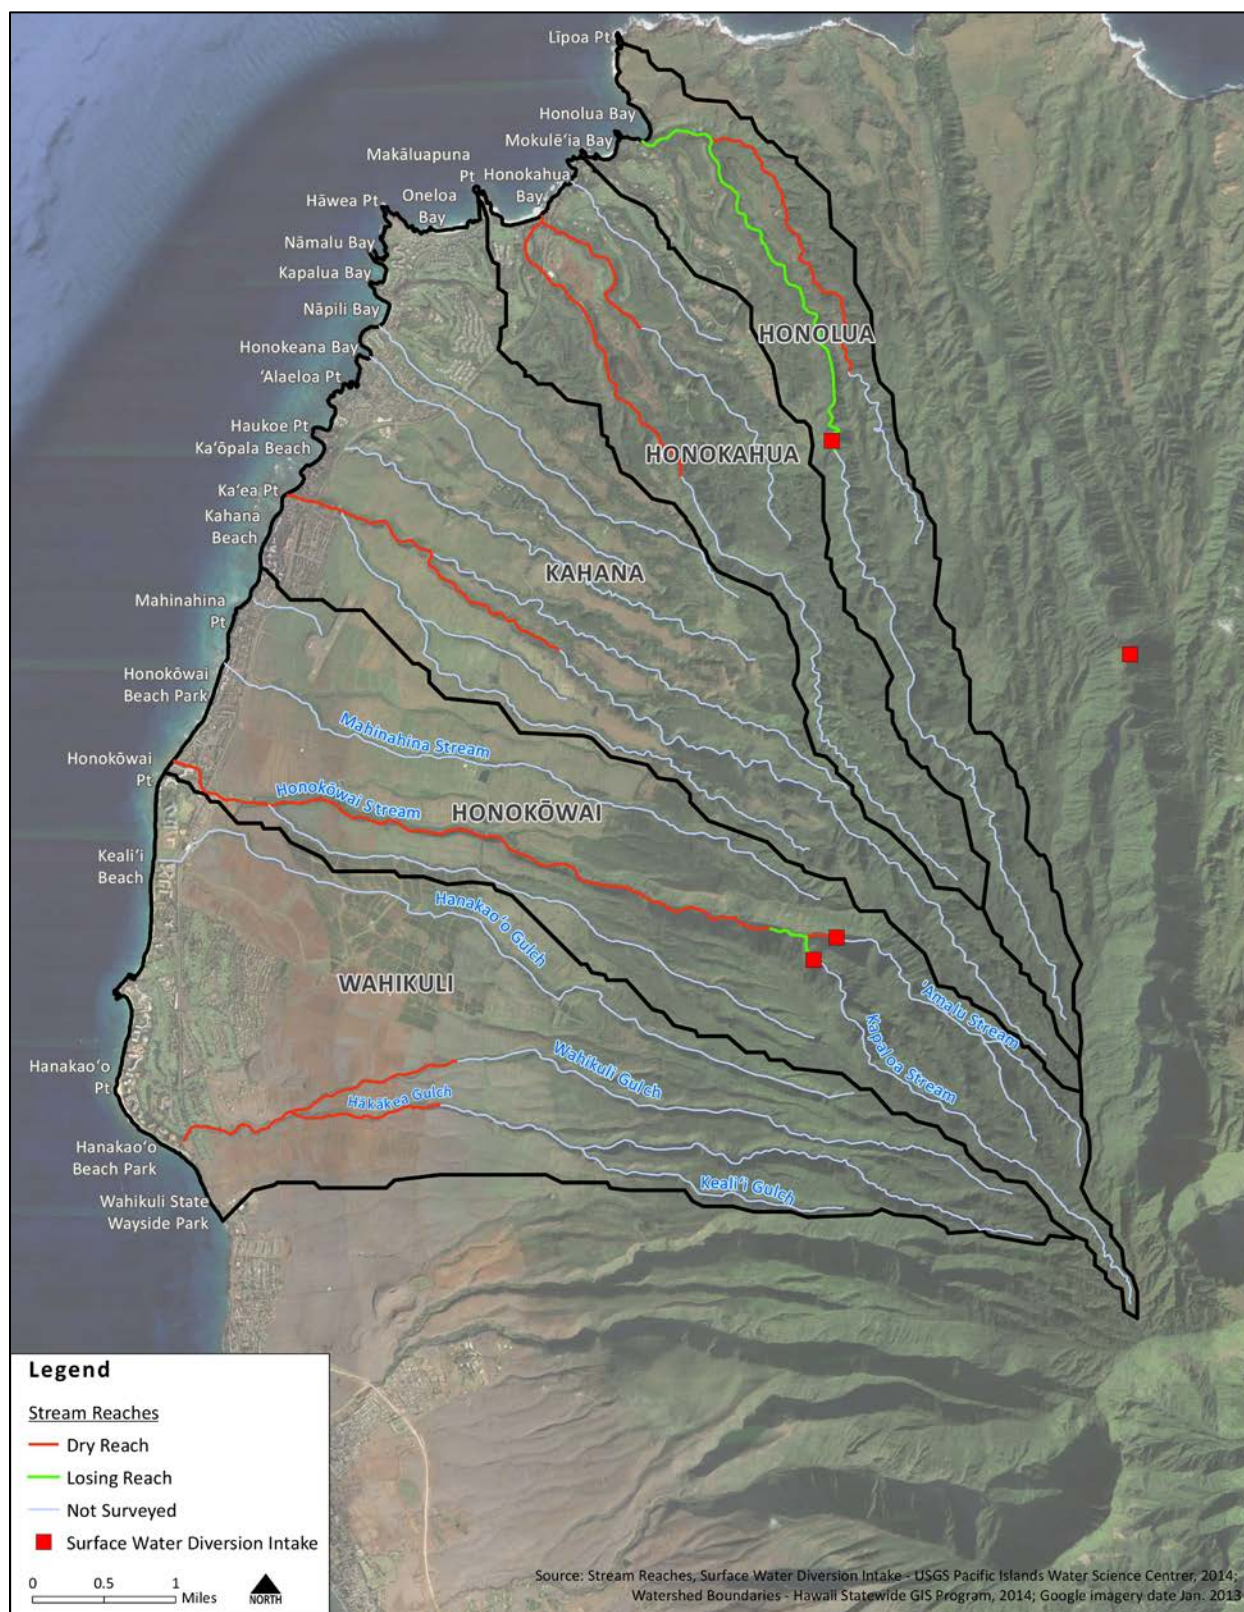 Līpoa Pt
Honolua Bay
Mokulē‘ia Bay
Makāluapuna
Pt
Honokahua
Bay
Oneloa
Bay
Hāwea Pt
Nāmalu Bay
Kapalua Bay
Nāpili Bay
Honokeana Bay
‘Alaeloa Pt
HONOLUA
Haukoe Pt
Ka‘ōpala Beach
HONOKAHUA
Ka‘ea Pt
Kahana
Beach
KAHANA
Mahinahina
Pt
Honokōwai
Beach Park
Mahinahina Stream
Honokōwai
Pt
Honokōwai Stream
HONOKŌWAI
Keali‘i
Beach
Hanakao‘o Gulch
WAHIKULI
‘Amalu Stream
Kapaloa Stream
Hanakao‘o
Pt
Wahikuli Gulch
Hākākea Gulch
Hanakao‘o
Beach Park
Keali‘i Gulch
Wahikuli State
Wayside Park
Legend
Stream Reaches
Dry Reach
Losing Reach
Not Surveyed
Surface Water Diversion Intake
0 0.5 1
Miles
NORTH
Source: Stream Reaches, Surface Water Diversion Intake - USGS Pacific Islands Water Science Centrer, 2014;
Watershed Boundaries - Hawaii Statewide GIS Program, 2014; Google imagery date Jan. 2013